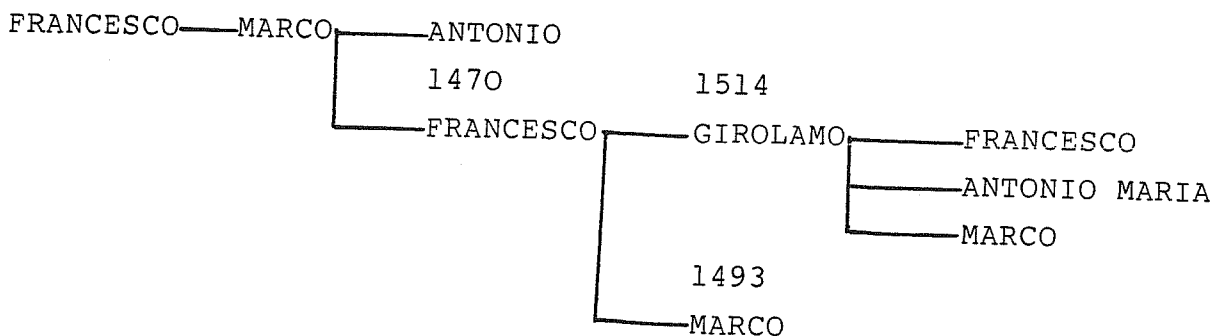 FRANCESCO MARCO ANTONIO
1470 1514
FRANCESCO GIROLAMO FRANCESCO
ANTONIO MARIA
MARCO
1493
MARCO